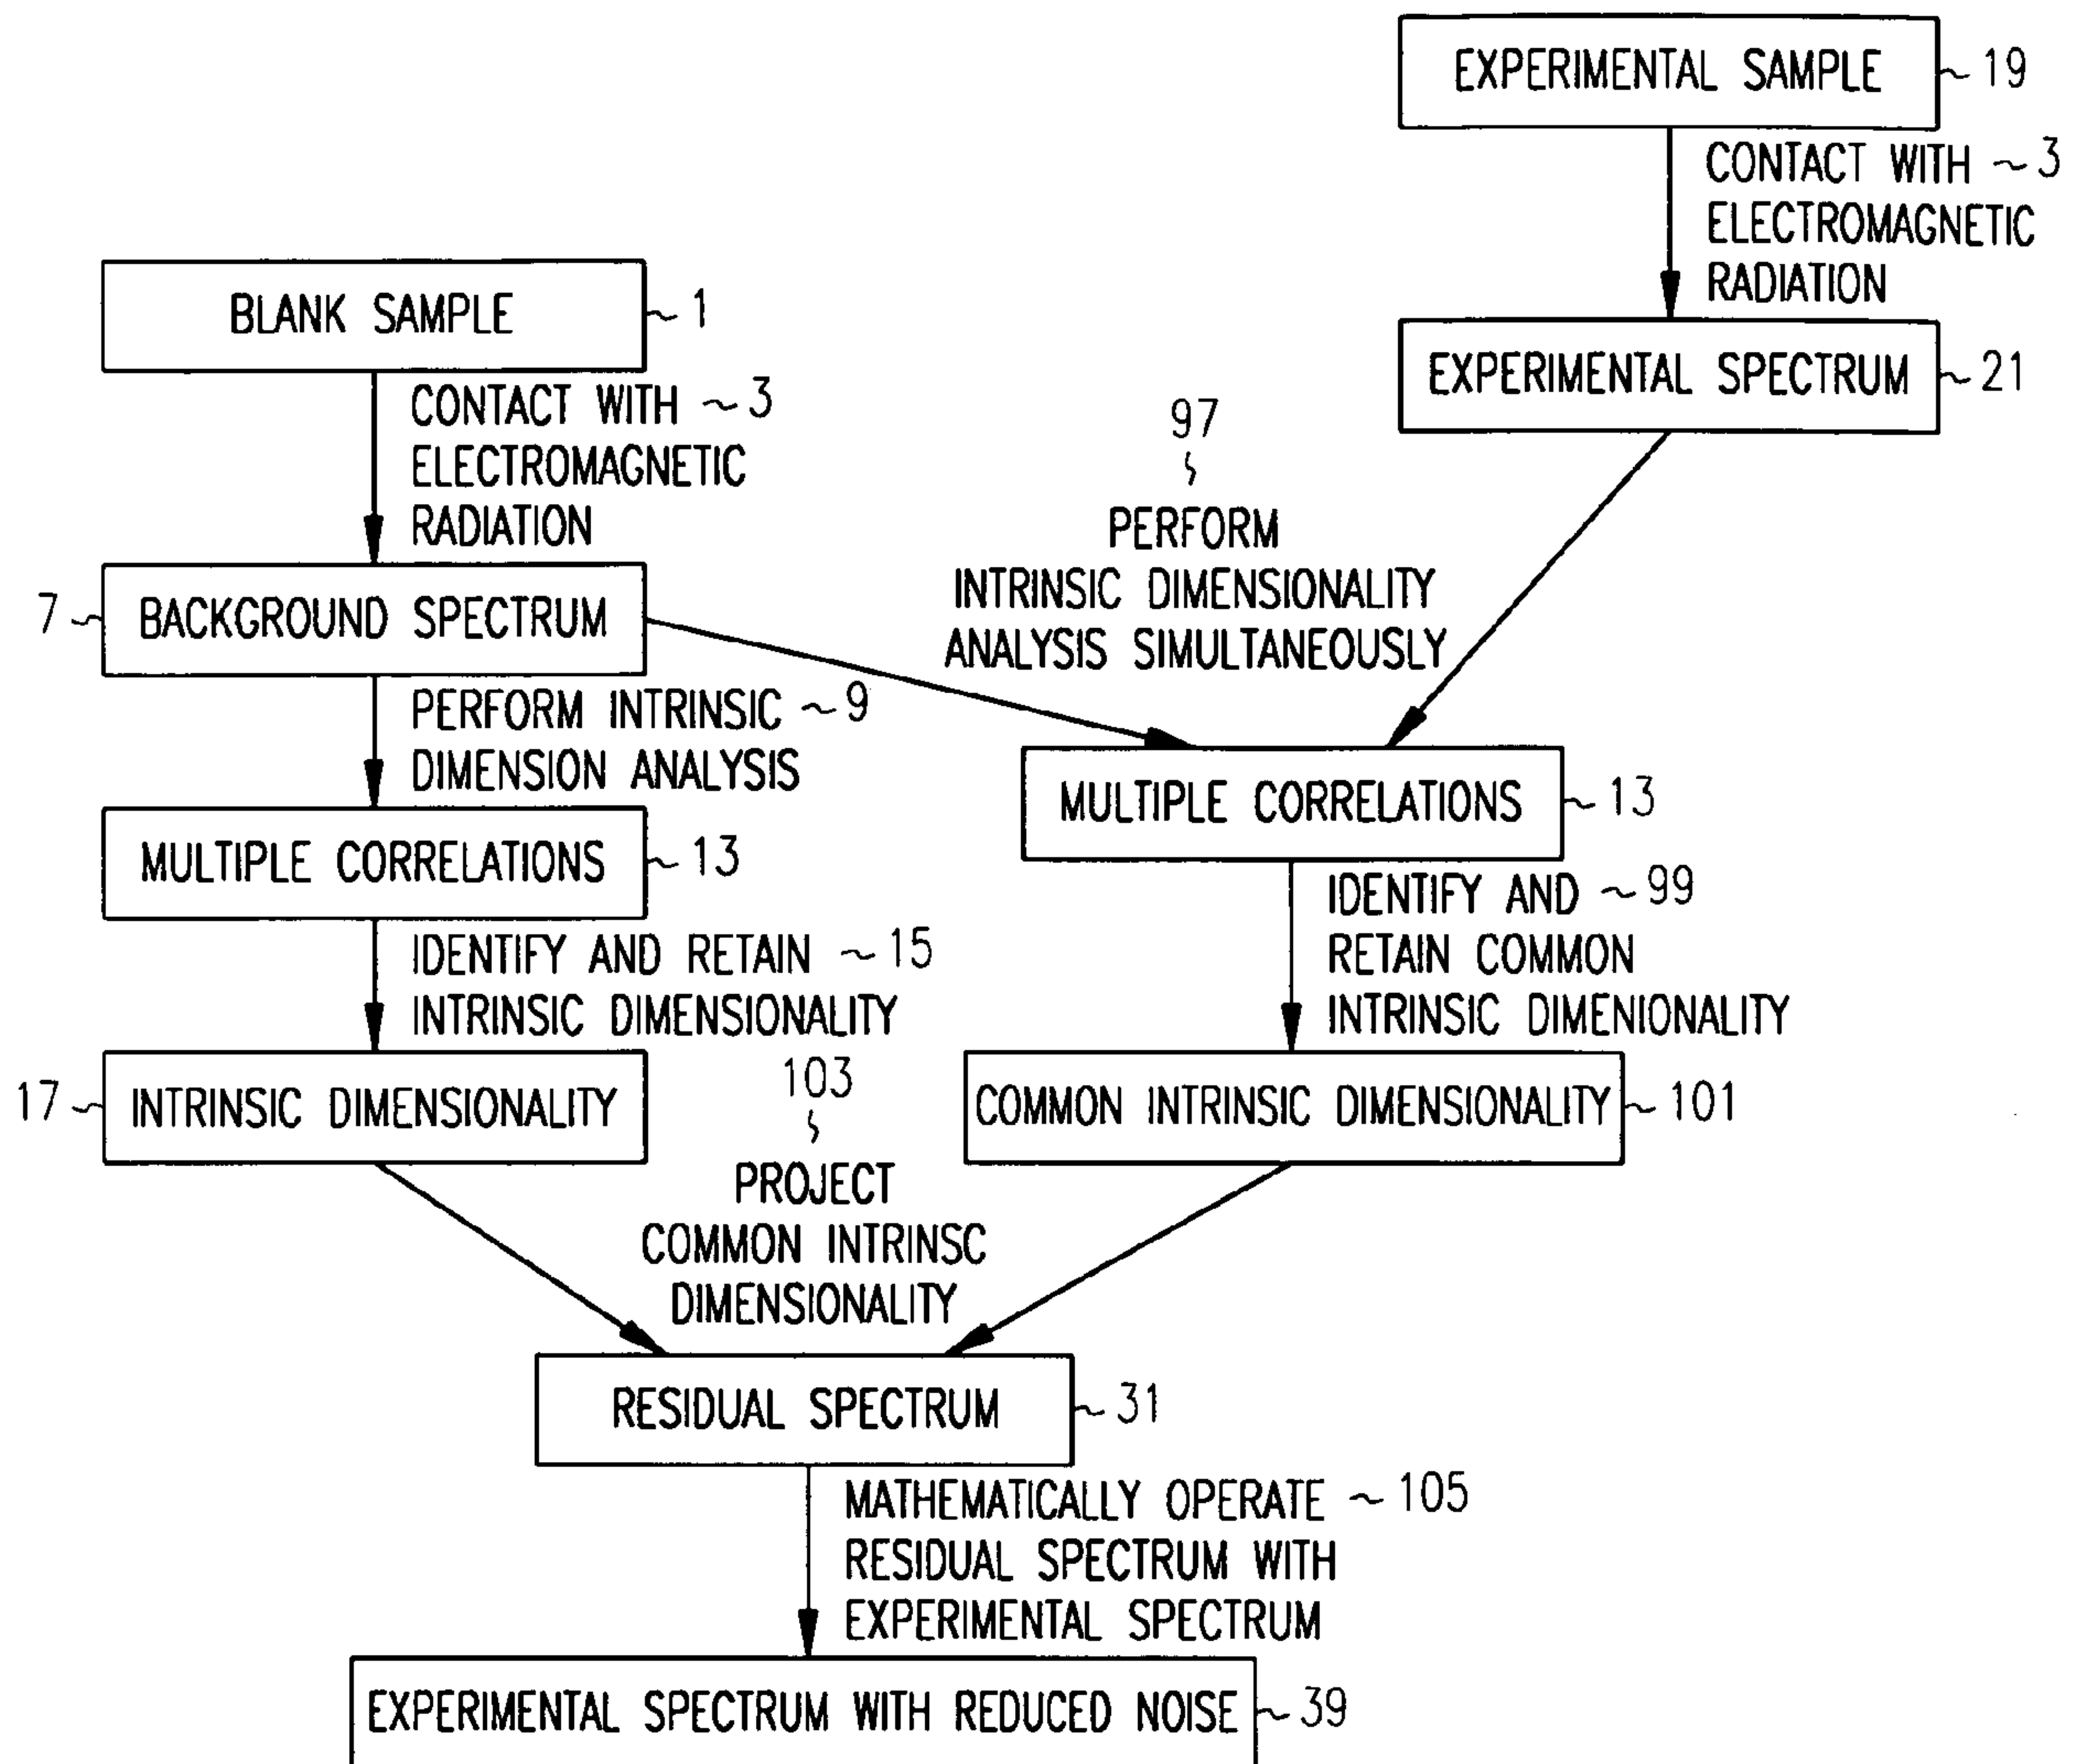 EXPERIMENTAL SAMPLE ~ 19
CONTACT WITH ~ 3
ELECTROMAGNETIC
RADIATION
BLANK SAMPLE ~ 1
EXPERIMENTAL SPECTRUM ~ 21
CONTACT WITH ~ 3
ELECTROMAGNETIC
RADIATION
97
PERFORM
INTRINSIC DIMENSIONALITY
ANALYSIS SIMULTANEOUSLY
7 ~ BACKGROUND SPECTRUM
PERFORM INTRINSIC ~ 9
DIMENSION ANALYSIS
MULTIPLE CORRELATIONS ~ 13
MULTIPLE CORRELATIONS ~ 13
IDENTIFY AND ~ 99
RETAIN COMMON
INTRINSIC DIMENIONALITY
IDENTIFY AND RETAIN ~ 15
INTRINSIC DIMENSIONALITY
17 ~ INTRINSIC DIMENSIONALITY
COMMON INTRINSIC DIMENSIONALITY ~ 101
103
PROJECT
COMMON INTRINSC
DIMENSIONALITY
RESIDUAL SPECTRUM ~ 31
MATHEMATICALLY OPERATE ~ 105
RESIDUAL SPECTRUM WITH
EXPERIMENTAL SPECTRUM
EXPERIMENTAL SPECTRUM WITH REDUCED NOISE ~ 39